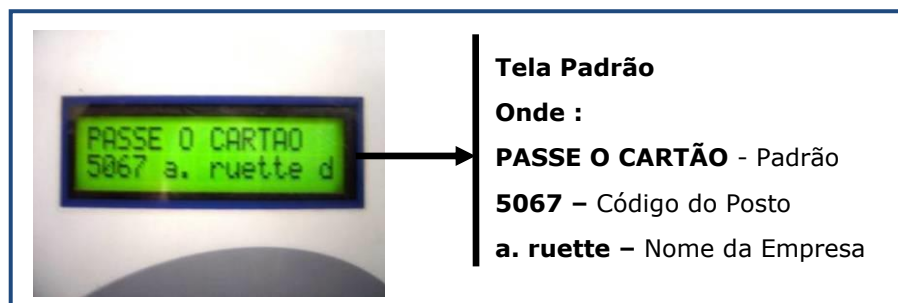 PASSE O CARTAO
5067 a. ruette d
Tela Padrão
Onde :
PASSE O CARTÃO - Padrão
5067 – Código do Posto
a. ruette – Nome da Empresa